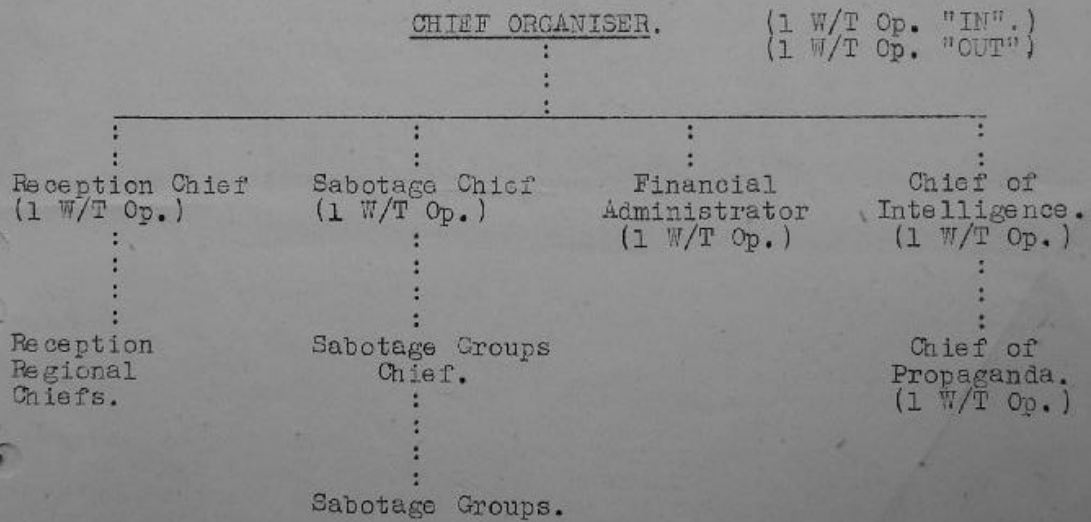 CHIEF ORGANISER. (1 W/T Op. "IN".)
(1 W/T Op. "OUT")
Reception Chief
(1 W/T Op.)
Sabotage Chief
(1 W/T Op.)
Financial
Administrator
(1 W/T Op.)
Chief of
Intelligence.
(1 W/T Op.)
Reception
Regional
Chiefs.
Sabotage Groups
Chief.
Chief of
Propaganda.
(1 W/T Op.)
Sabotage Groups.